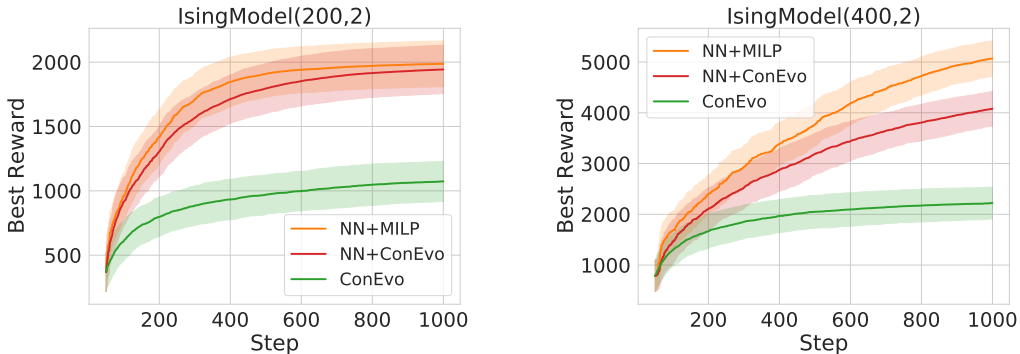 IsingModel(200,2)
Best Reward
2000
1500
1000
500
NN+MILP
NN+ConEvo
ConEvo
200 400 600 800 1000
Step
IsingModel(400,2)
Best Reward
5000
4000
3000
2000
1000
NN+MILP
NN+ConEvo
ConEvo
200 400 600 800 1000
Step